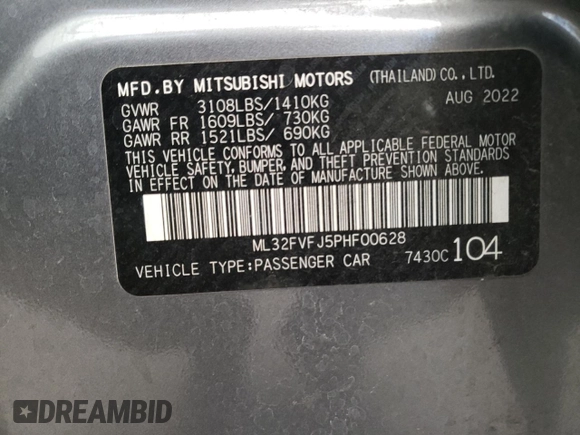 MFD.BY MITSUBISHI MOTORS (THAILAND)CO.,LTD.
GVWR 3108LBS/1410KG AUG 2022
GAWR FR 1609LBS/ 730KG
GAWR RR 1521LBS/ 690KG
THIS VEHICLE CONFORMS TO ALL APPLICABLE FEDERAL MOTOR
VEHICLE SAFETY, BUMPER, AND THEFT PREVENTION STANDARDS
IN EFFECT ON THE DATE OF MANUFACTURE SHOWN ABOVE.
ML32FVFJ5PHF00628
VEHICLE TYPE:PASSENGER CAR 7430C 104
DREAMBID